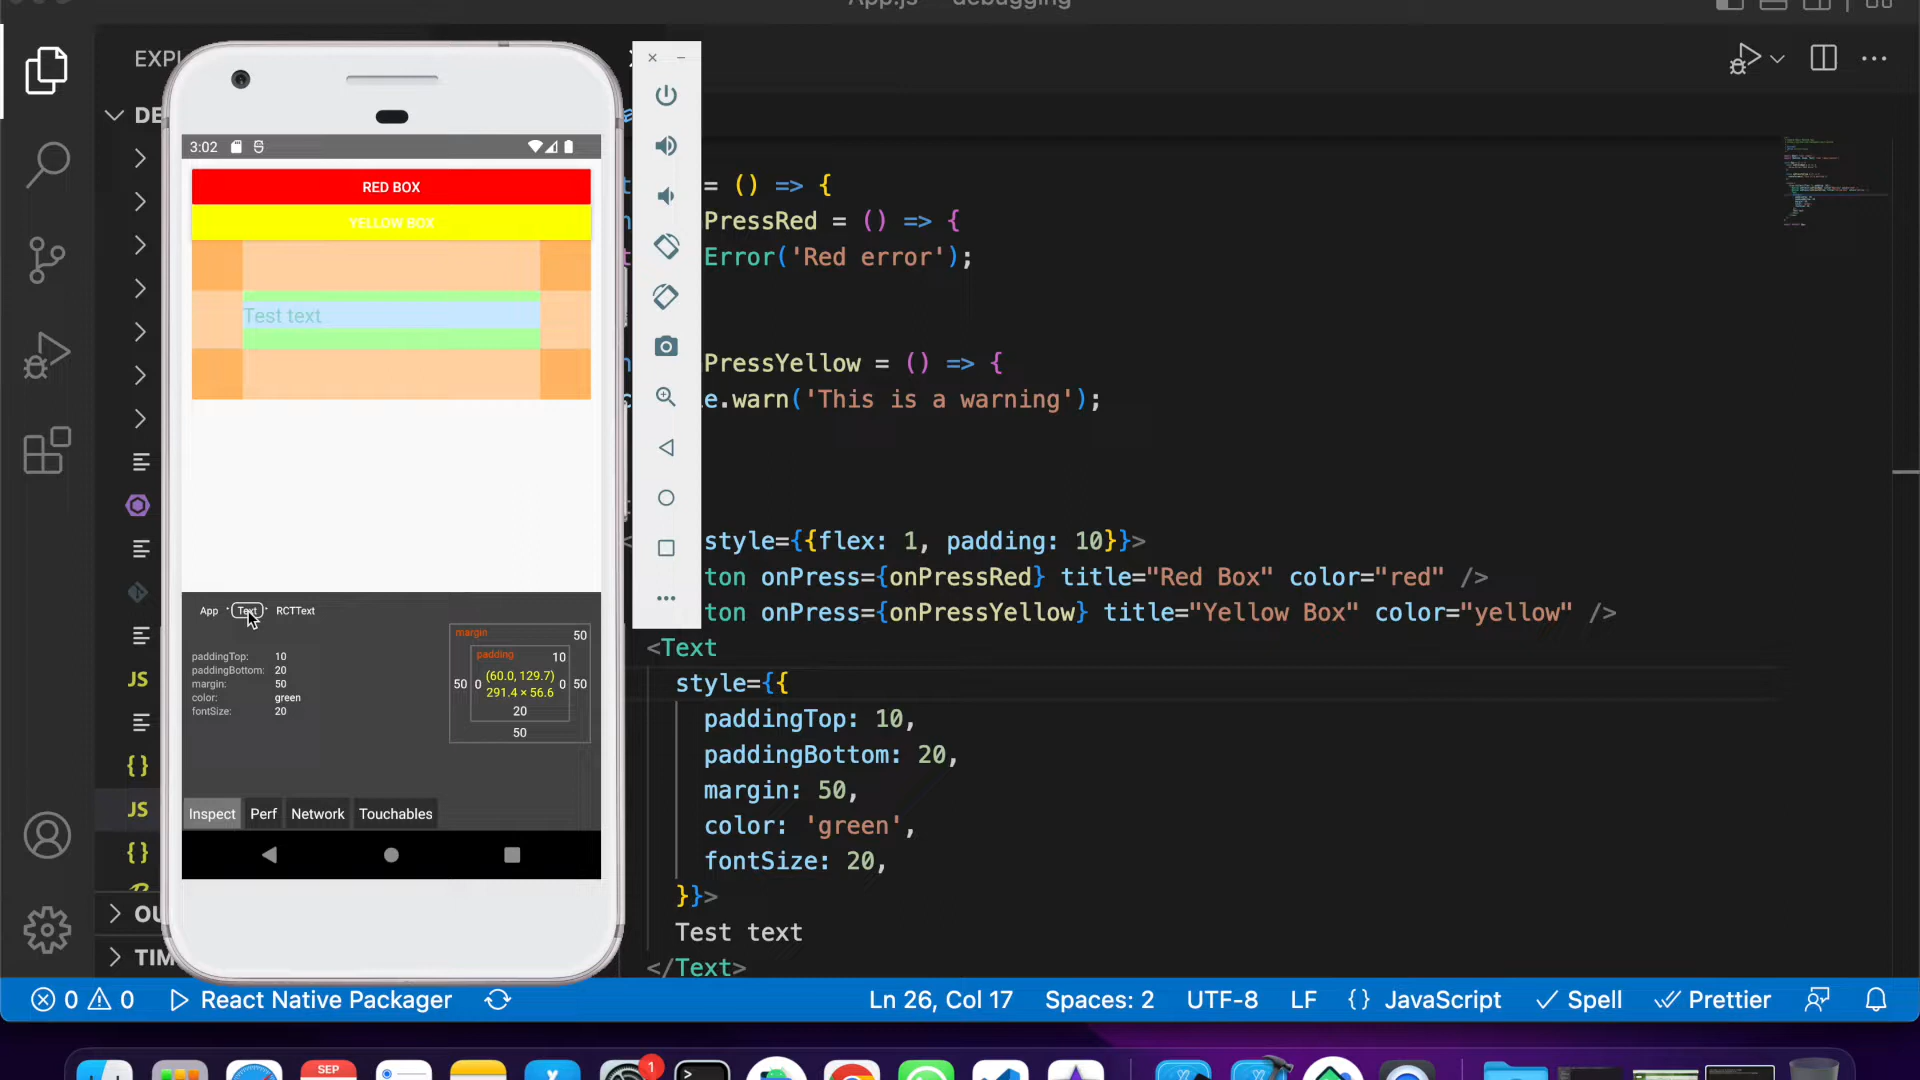 App.js — debugging
EXPL
DE
3:02
RED BOX
YELLOW BOX
Test text
App
Text
RCTText
paddingTop: 10
paddingBottom: 20
margin: 50
color: green
fontSize: 20
margin 50
padding 10
50 0 (60.0, 129.7) 0 50
291.4 × 56.6
20
50
Inspect Perf Network Touchables
JS
JS
{}
{}
OU
TIM
= () => {
PressRed = () => {
Error('Red error');
PressYellow = () => {
e.warn('This is a warning');
style={{flex: 1, padding: 10}}>
ton onPress={onPressRed} title="Red Box" color="red" />
ton onPress={onPressYellow} title="Yellow Box" color="yellow" />
<Text
style={{
paddingTop: 10,
paddingBottom: 20,
margin: 50,
color: 'green',
fontSize: 20,
}}>
Test text
</Text>
0 0 React Native Packager
Ln 26, Col 17 Spaces: 2 UTF-8 LF {} JavaScript Spell Prettier
SEP
1